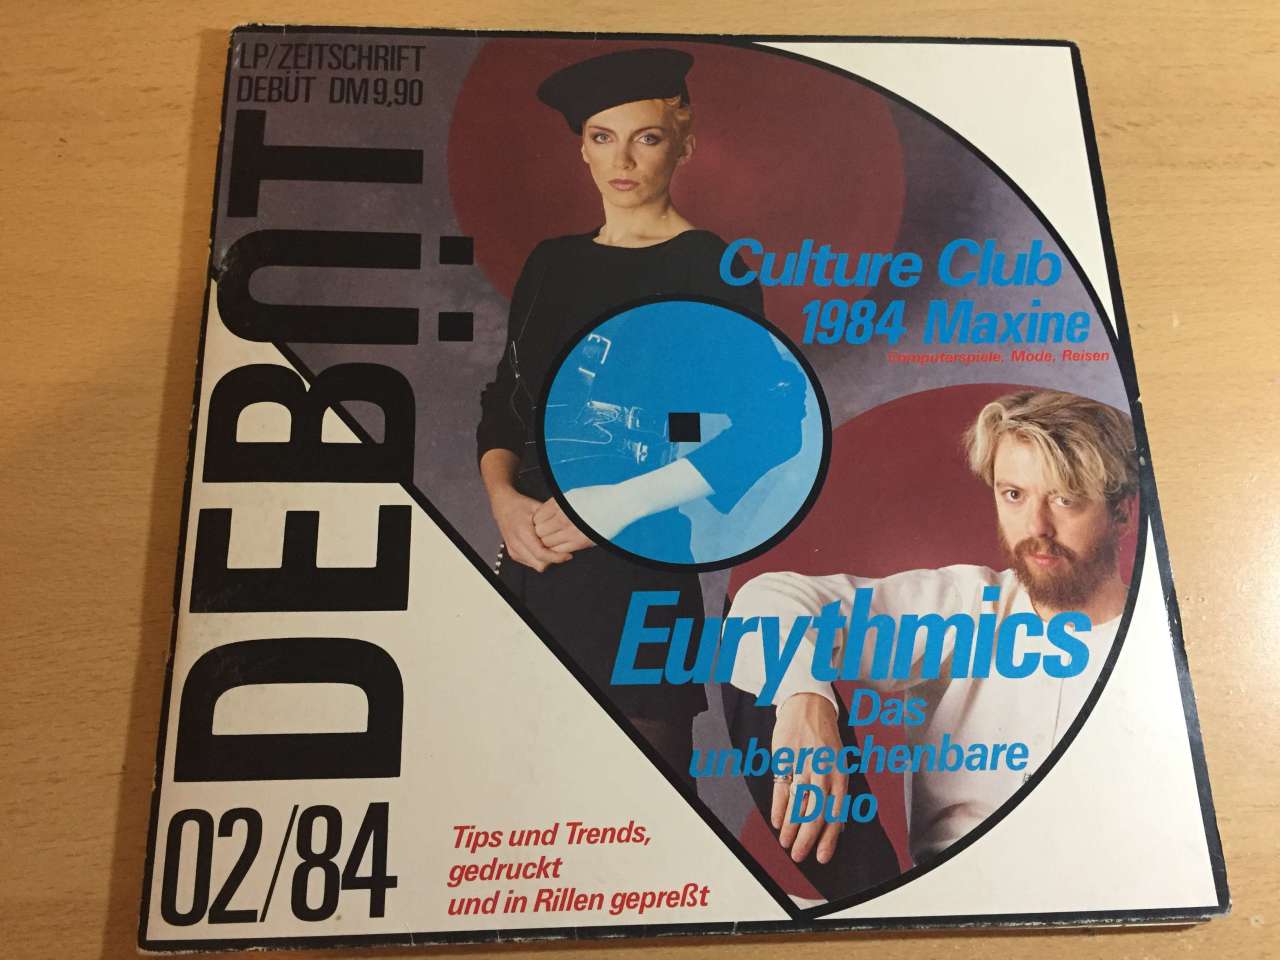 LP/ZEITSCHRIFT
DEBÜT DM 9,90
DEBÜT
02/84
Culture Club
1984 Maxine
Computerspiele, Mode, Reisen
Eurythmics
Das
unberechenbare
Duo
Tips und Trends,
gedruckt
und in Rillen gepreßt